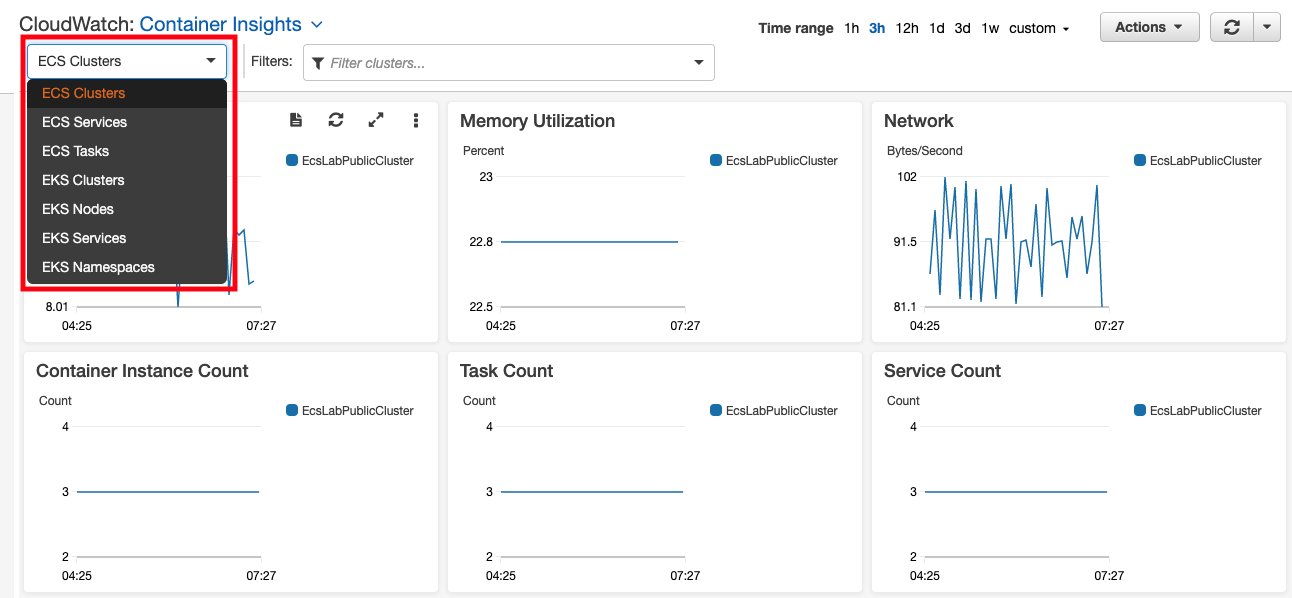 CloudWatch: Container Insights
Time range 1h 3h 12h 1d 3d 1w custom
Actions
ECS Clusters
Filters:
Filter clusters...
ECS Clusters
ECS Services
ECS Tasks
EKS Clusters
EKS Nodes
EKS Services
EKS Namespaces
EcsLabPublicCluster
8.01
04:25
07:27
Memory Utilization
Percent
EcsLabPublicCluster
23
22.8
22.5
04:25
07:27
Network
Bytes/Second
EcsLabPublicCluster
102
91.5
81.1
04:25
07:27
Container Instance Count
Count
EcsLabPublicCluster
4
3
2
04:25
07:27
Task Count
Count
EcsLabPublicCluster
4
3
2
04:25
07:27
Service Count
Count
EcsLabPublicCluster
4
3
2
04:25
07:27